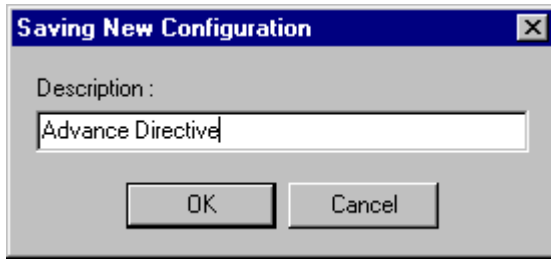 Saving New Configuration
Description :
Advance Directive
OK Cancel